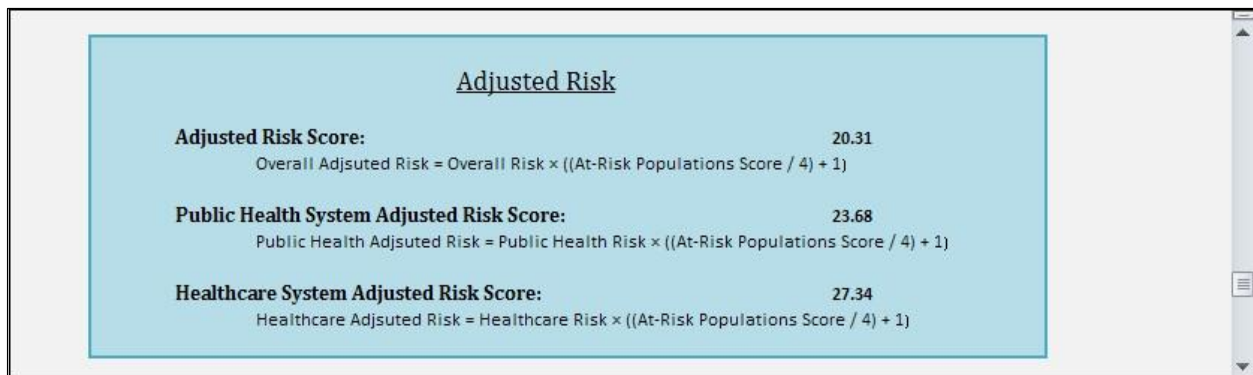 Adjusted Risk
Adjusted Risk Score: 20.31
Overall Adjsuted Risk = Overall Risk × ((At-Risk Populations Score / 4) + 1)
Public Health System Adjusted Risk Score: 23.68
Public Health Adjsuted Risk = Public Health Risk × ((At-Risk Populations Score / 4) + 1)
Healthcare System Adjusted Risk Score: 27.34
Healthcare Adjsuted Risk = Healthcare Risk × ((At-Risk Populations Score / 4) + 1)